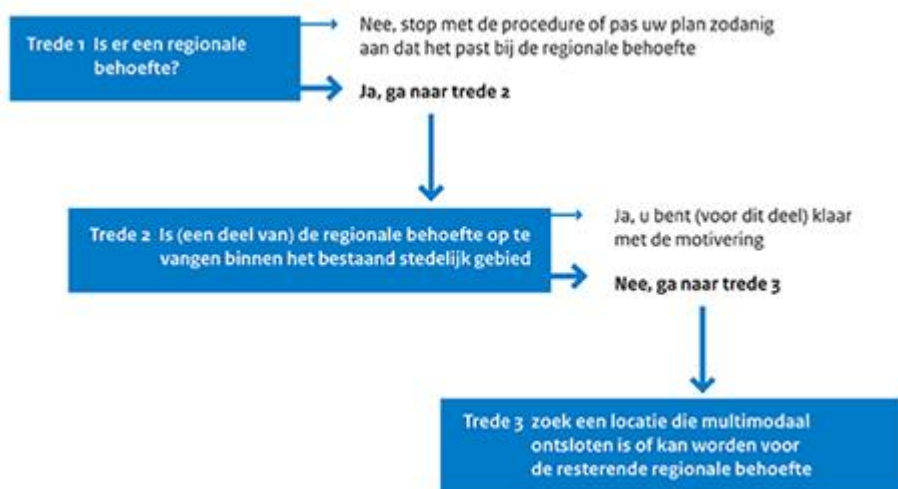 Trede 1 Is er een regionale
behoefte?
Nee, stop met de procedure of pas uw plan zodanig
aan dat het past bij de regionale behoefte
Ja, ga naar trede 2
Trede 2 Is (een deel van) de regionale behoefte op te
vangen binnen het bestaand stedelijk gebied
Ja, u bent (voor dit deel) klaar
met de motivering
Nee, ga naar trede 3
Trede 3 zoek een locatie die multimodaal
ontsloten is of kan worden voor
de resterende regionale behoefte